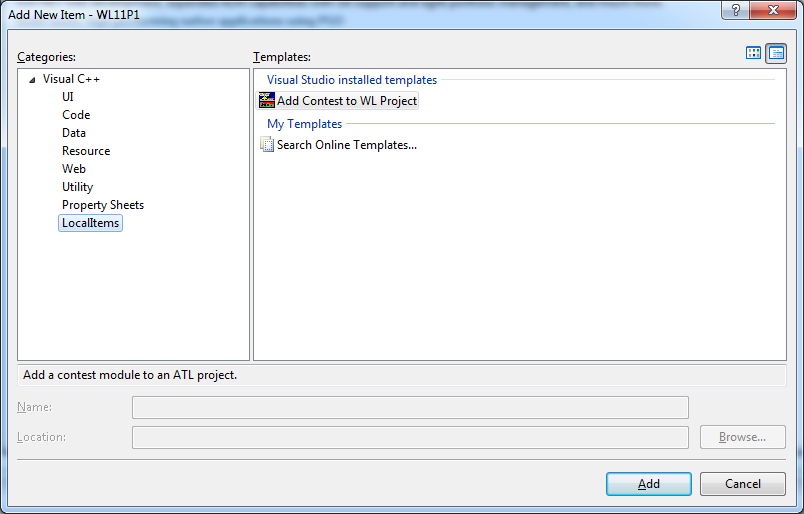 Add New Item - WL11P1
Categories:
Templates:
Visual C++
UI
Code
Data
Resource
Web
Utility
Property Sheets
LocalItems
Visual Studio installed templates
Add Contest to WL Project
My Templates
Search Online Templates...
Add a contest module to an ATL project.
Name:
Location:
Browse...
Add
Cancel